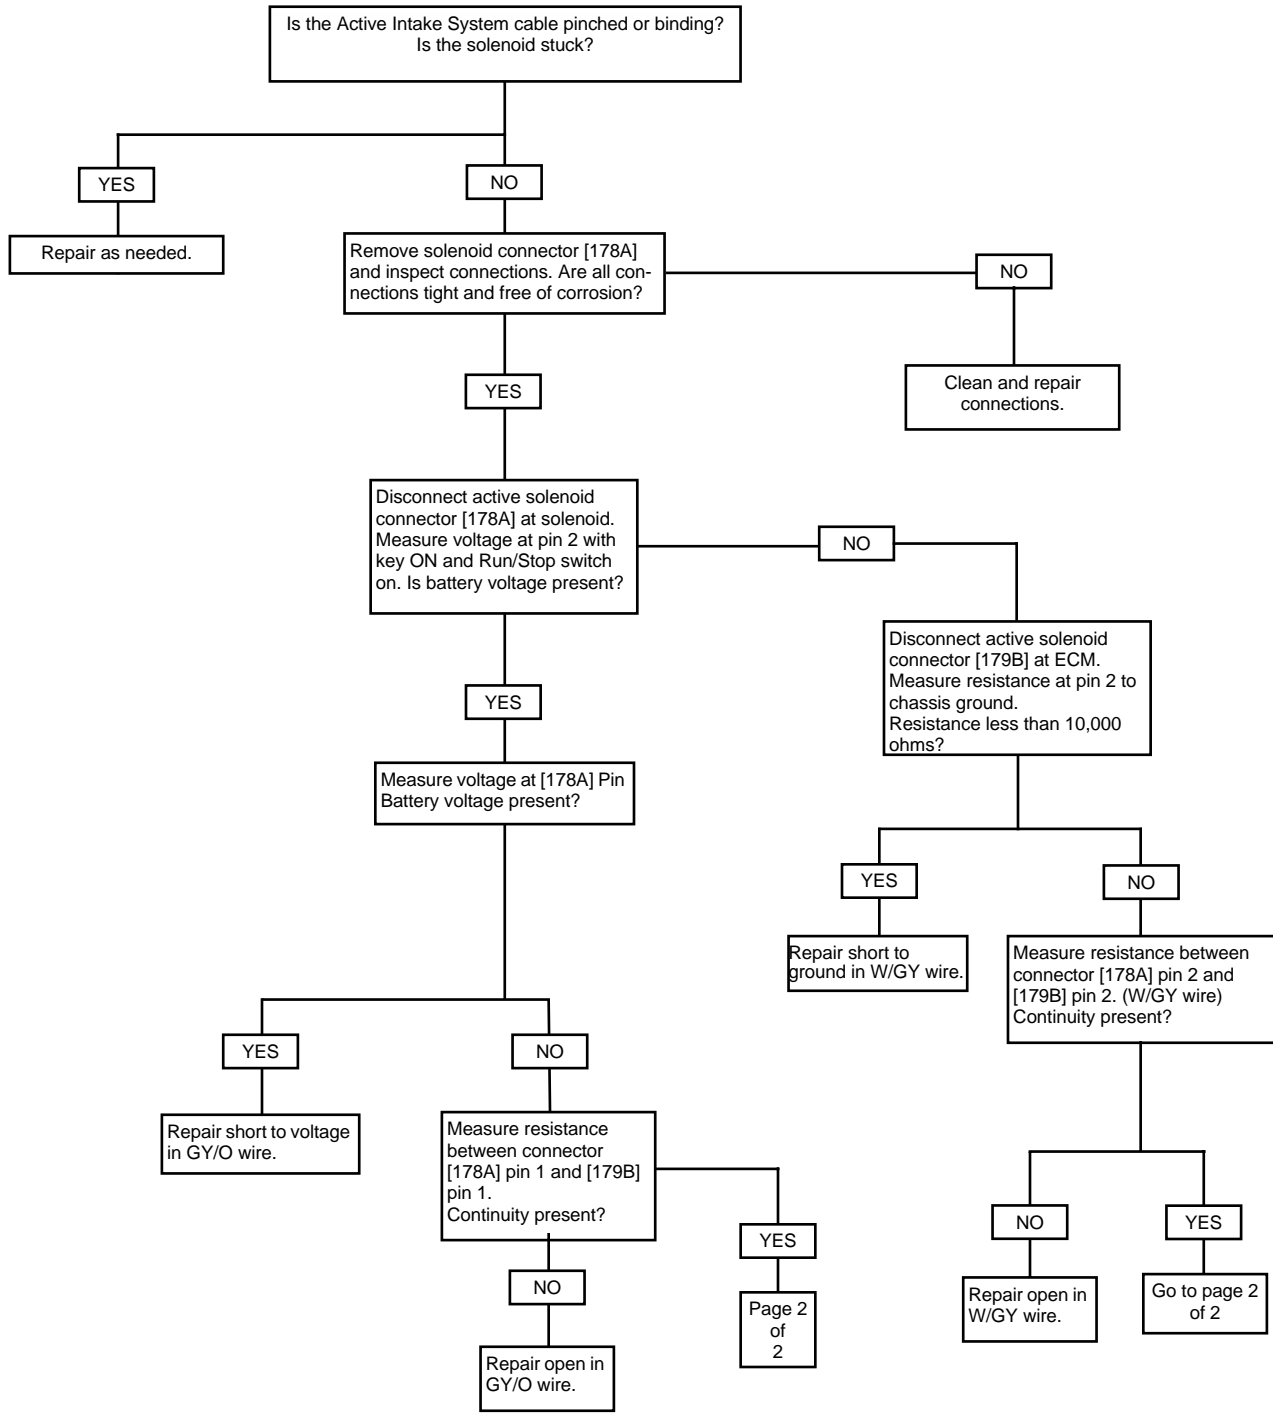 Is the Active Intake System cable pinched or binding?
Is the solenoid stuck?
YES
NO
Repair as needed.
Remove solenoid connector [178A]
and inspect connections. Are all con-
nections tight and free of corrosion?
NO
Clean and repair
connections.
YES
Disconnect active solenoid
connector [178A] at solenoid.
Measure voltage at pin 2 with
key ON and Run/Stop switch
on. Is battery voltage present?
NO
Disconnect active solenoid
connector [179B] at ECM.
Measure resistance at pin 2 to
chassis ground.
Resistance less than 10,000
ohms?
YES
Measure voltage at [178A] Pin
Battery voltage present?
YES
NO
Repair short to
ground in W/GY wire.
Measure resistance between
connector [178A] pin 2 and
[179B] pin 2. (W/GY wire)
Continuity present?
YES
NO
Repair short to voltage
in GY/O wire.
Measure resistance
between connector
[178A] pin 1 and [179B]
pin 1.
Continuity present?
YES
NO
Page 2
of
2
Repair open in
GY/O wire.
NO
YES
Repair open in
W/GY wire.
Go to page 2
of 2